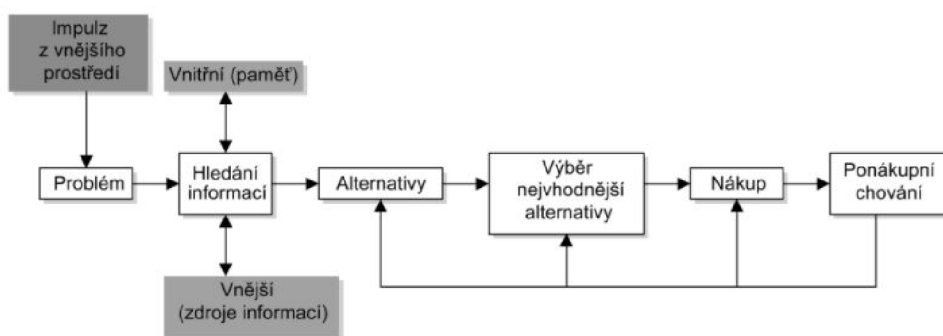 Impulz
z vnějšího
prostředí
Vnitřní (paměť)
Problém
Hledání
informací
Alternativy
Výběr
nejvhodnější
alternativy
Nákup
Ponákupní
chování
Vnější
(zdroje informací)